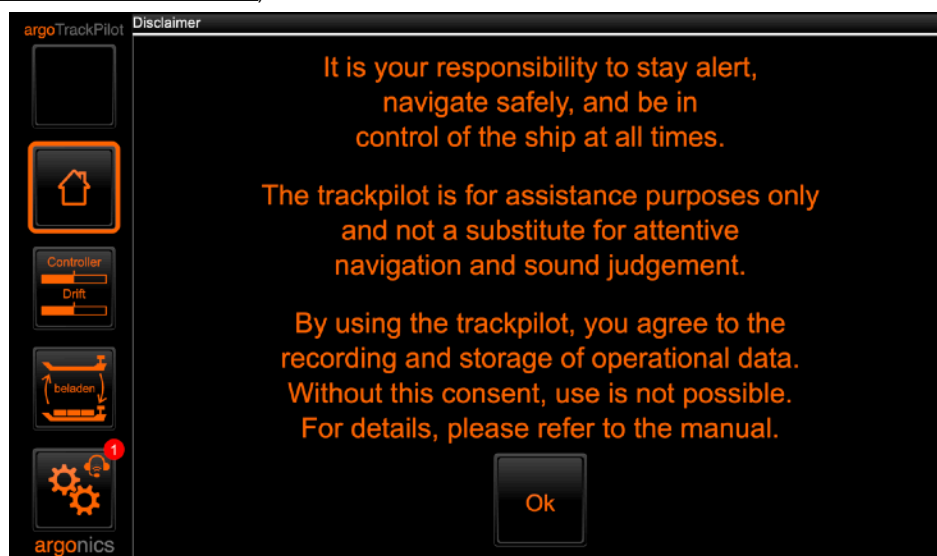 argoTrackPilot
Disclaimer
It is your responsibility to stay alert,
navigate safely, and be in
control of the ship at all times.
The trackpilot is for assistance purposes only
and not a substitute for attentive
navigation and sound judgement.
By using the trackpilot, you agree to the
recording and storage of operational data.
Without this consent, use is not possible.
For details, please refer to the manual.
Ok
Controller
Drift
beladen
1
argonics